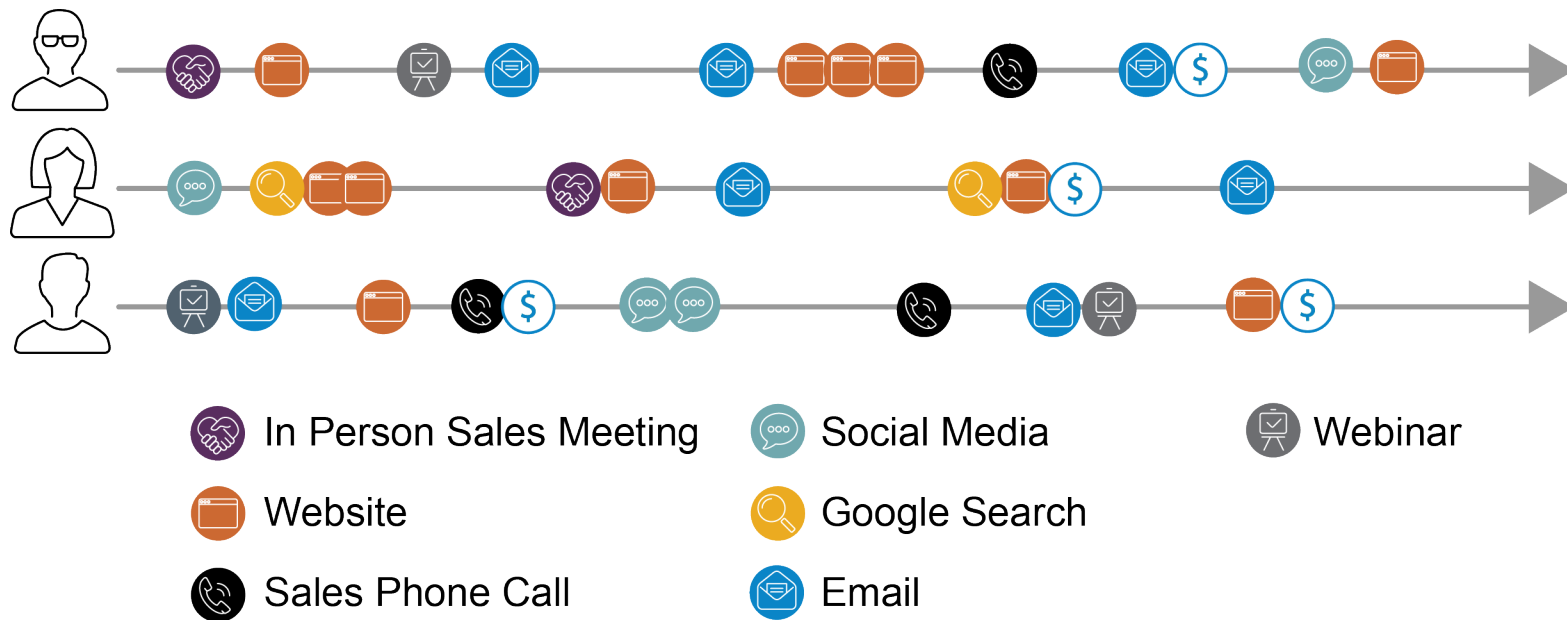 $
$
$
$
In Person Sales Meeting
Social Media
Webinar
Website
Google Search
Sales Phone Call
Email